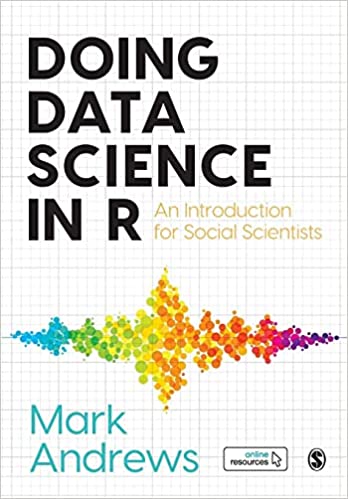 DOING
DATA
SCIENCE
IN R
An Introduction
for Social Scientists
Mark
Andrews
online
resources
S